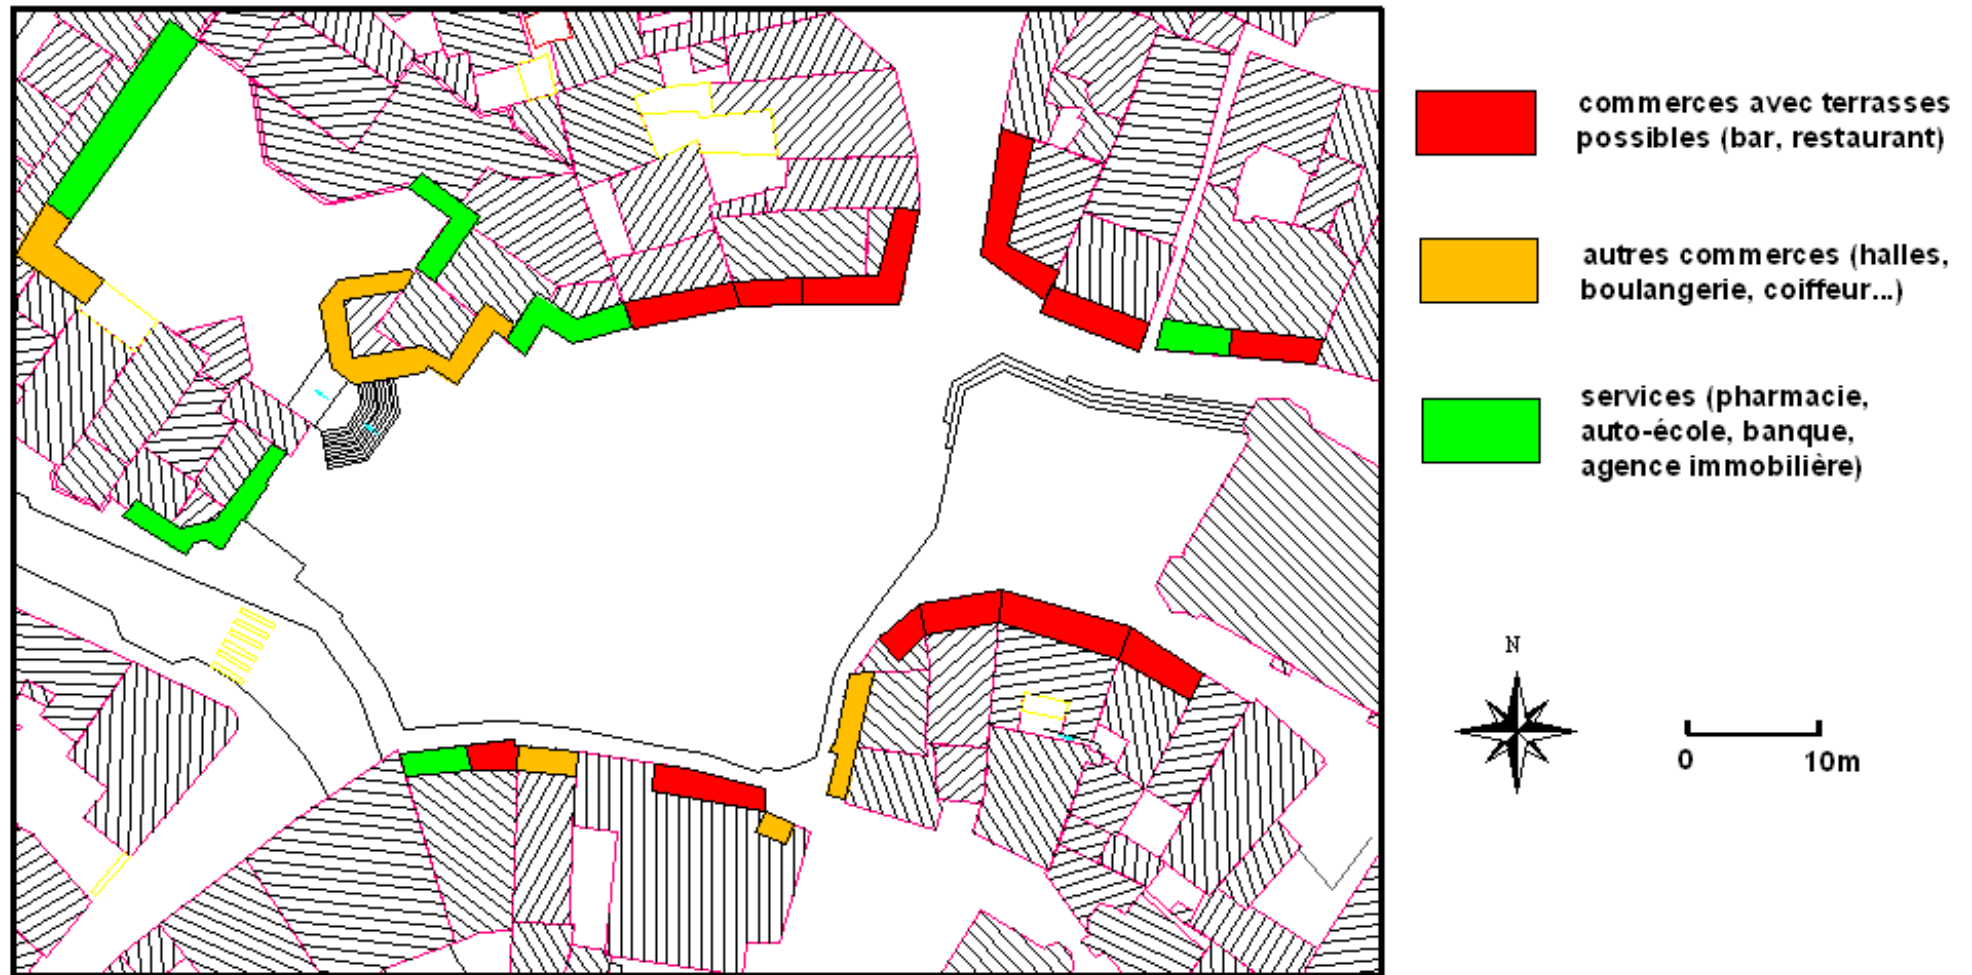 commerces avec terrasses
possibles (bar, restaurant)
autres commerces (halles,
boulangerie, coiffeur...)
services (pharmacie,
auto-école, banque,
agence immobilière)
N
0 10m